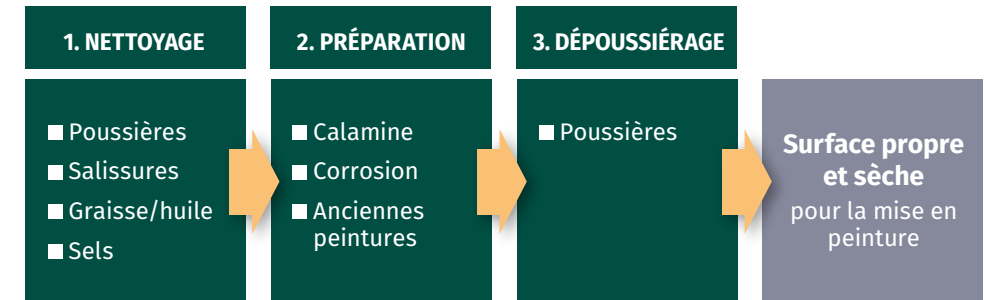 1. NETTOYAGE
Poussières
Salissures
Graisse/huile
Sels
2. PRÉPARATION
Calamine
Corrosion
Anciennes
peintures
3. DÉPOUSSIÉRAGE
Poussières
Surface propre
et sèche
pour la mise en
peinture